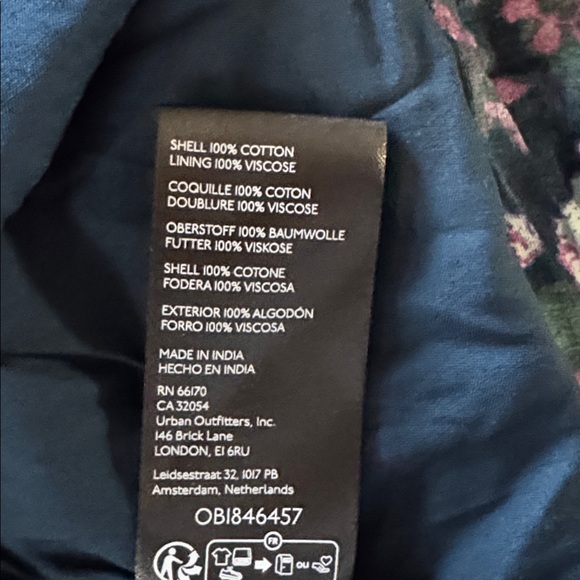 SHELL 100% COTTON
LINING 100% VISCOSE
COQUILLE 100% COTON
DOUBLURE 100% VISCOSE
OBERSTOFF 100% BAUMWOLLE
FUTTER 100% VISKOSE
SHELL 100% COTONE
FODERA 100% VISCOSA
EXTERIOR 100% ALGODÓN
FORRO 100% VISCOSA
MADE IN INDIA
HECHO EN INDIA
RN 66170
CA 32054
Urban Outfitters, Inc.
146 Brick Lane
LONDON, E1 6RU
Leidsestraat 32, 1017 PB
Amsterdam, Netherlands
OB1846457
FR
OU